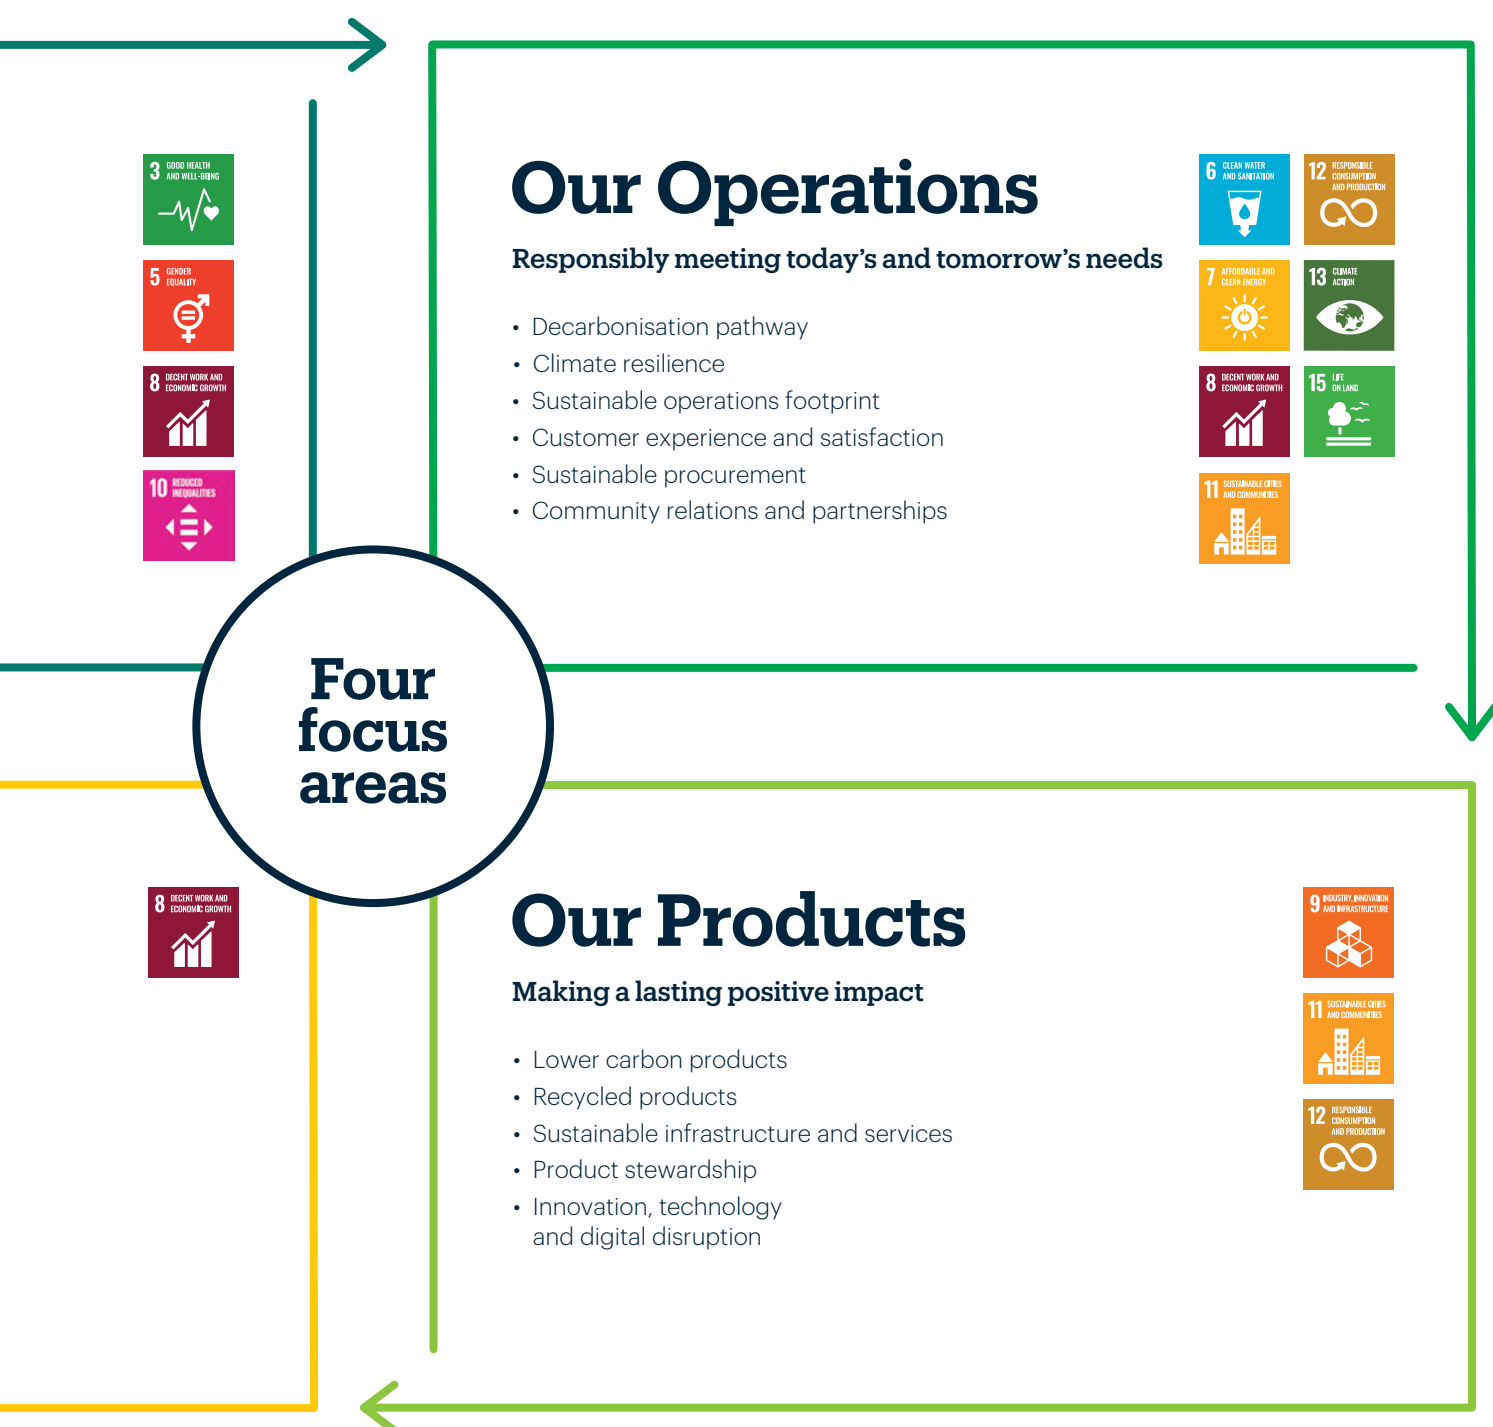 3 GOOD HEALTH
AND WELL-BEING
5 GENDER
EQUALITY
8 DECENT WORK AND
ECONOMIC GROWTH
10 REDUCED
INEQUALITIES
Our Operations
Responsibly meeting today's and tomorrow's needs
• Decarbonisation pathway
• Climate resilience
• Sustainable operations footprint
• Customer experience and satisfaction
• Sustainable procurement
• Community relations and partnerships
6 CLEAN WATER
AND SANITATION
12 RESPONSIBLE
CONSUMPTION
AND PRODUCTION
7 AFFORDABLE AND
CLEAN ENERGY
13 CLIMATE
ACTION
8 DECENT WORK AND
ECONOMIC GROWTH
15 LIFE
ON LAND
11 SUSTAINABLE CITIES
AND COMMUNITIES
Four
focus
areas
8 DECENT WORK AND
ECONOMIC GROWTH
Our Products
Making a lasting positive impact
• Lower carbon products
• Recycled products
• Sustainable infrastructure and services
• Product stewardship
• Innovation, technology
and digital disruption
9 INDUSTRY, INNOVATION
AND INFRASTRUCTURE
11 SUSTAINABLE CITIES
AND COMMUNITIES
12 RESPONSIBLE
CONSUMPTION
AND PRODUCTION